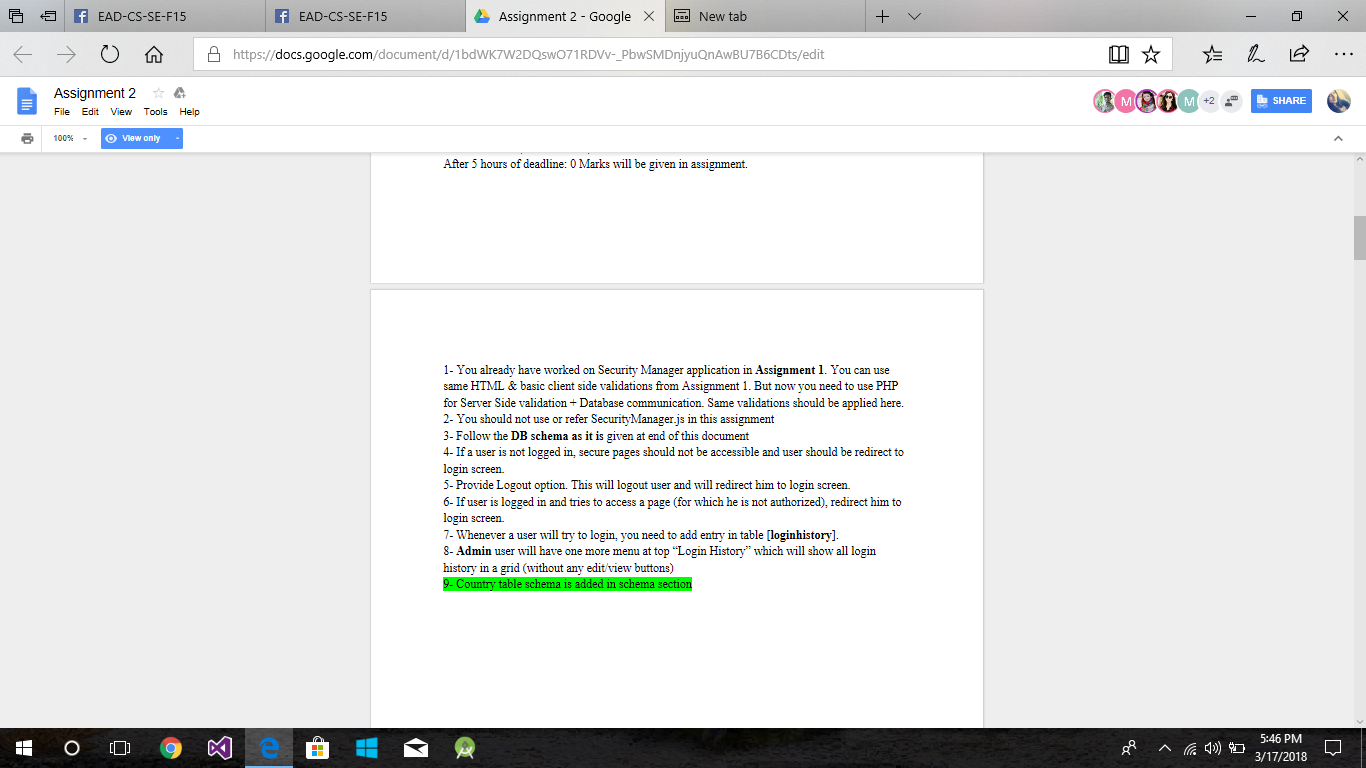 EAD-CS-SE-F15
EAD-CS-SE-F15
Assignment 2 - Google
New tab
https://docs.google.com/document/d/1bdWK7W2DQswO71RDVv-_PbwSMDnjyuQnAwBU7B6CDts/edit
Assignment 2
File Edit View Tools Help
M
M
+2
SHARE
100%
View only
After 5 hours of deadline: 0 Marks will be given in assignment.
1- You already have worked on Security Manager application in Assignment 1. You can use
same HTML & basic client side validations from Assignment 1. But now you need to use PHP
for Server Side validation + Database communication. Same validations should be applied here.
2- You should not use or refer SecurityManager.js in this assignment
3- Follow the DB schema as it is given at end of this document
4- If a user is not logged in, secure pages should not be accessible and user should be redirect to
login screen.
5- Provide Logout option. This will logout user and will redirect him to login screen.
6- If user is logged in and tries to access a page (for which he is not authorized), redirect him to
login screen.
7- Whenever a user will try to login, you need to add entry in table [loginhistory].
8- Admin user will have one more menu at top “Login History” which will show all login
history in a grid (without any edit/view buttons)
9- Country table schema is added in schema section
5:46 PM
3/17/2018